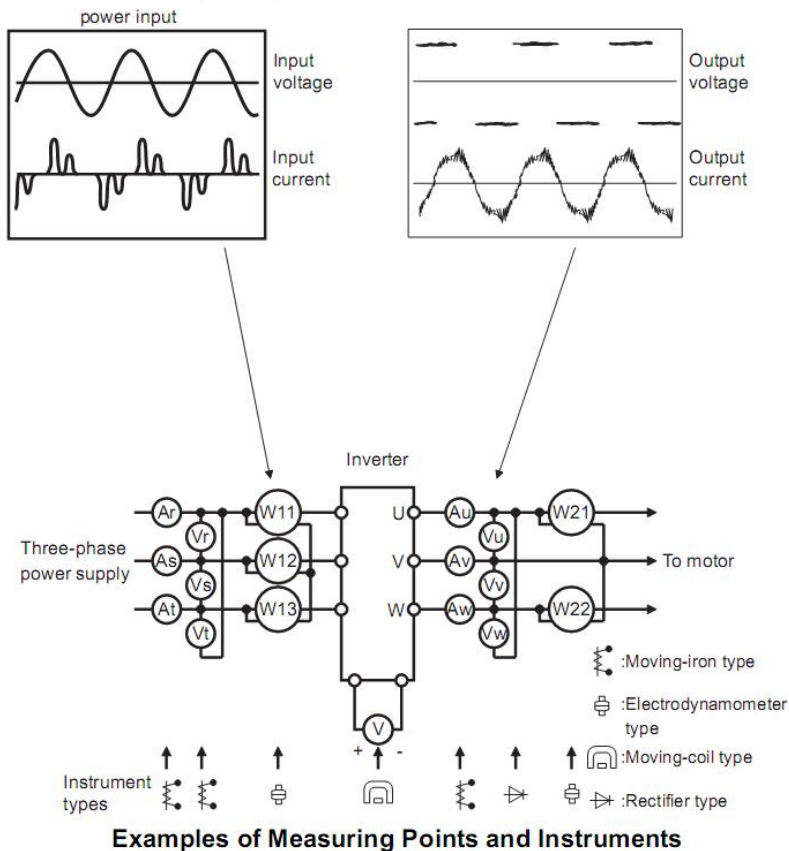 power input
Input
voltage
Input
current
Output
voltage
Output
current
Inverter
Three-phase
power supply
Ar
As
At
Vr
Vs
Vt
W11
W12
W13
U
V
W
Au
Av
Aw
Vu
Vv
Vw
W21
W22
To motor
V
+ -
:Moving-iron type
:Electrodynamometer
type
:Moving-coil type
:Rectifier type
Instrument
types
Examples of Measuring Points and Instruments